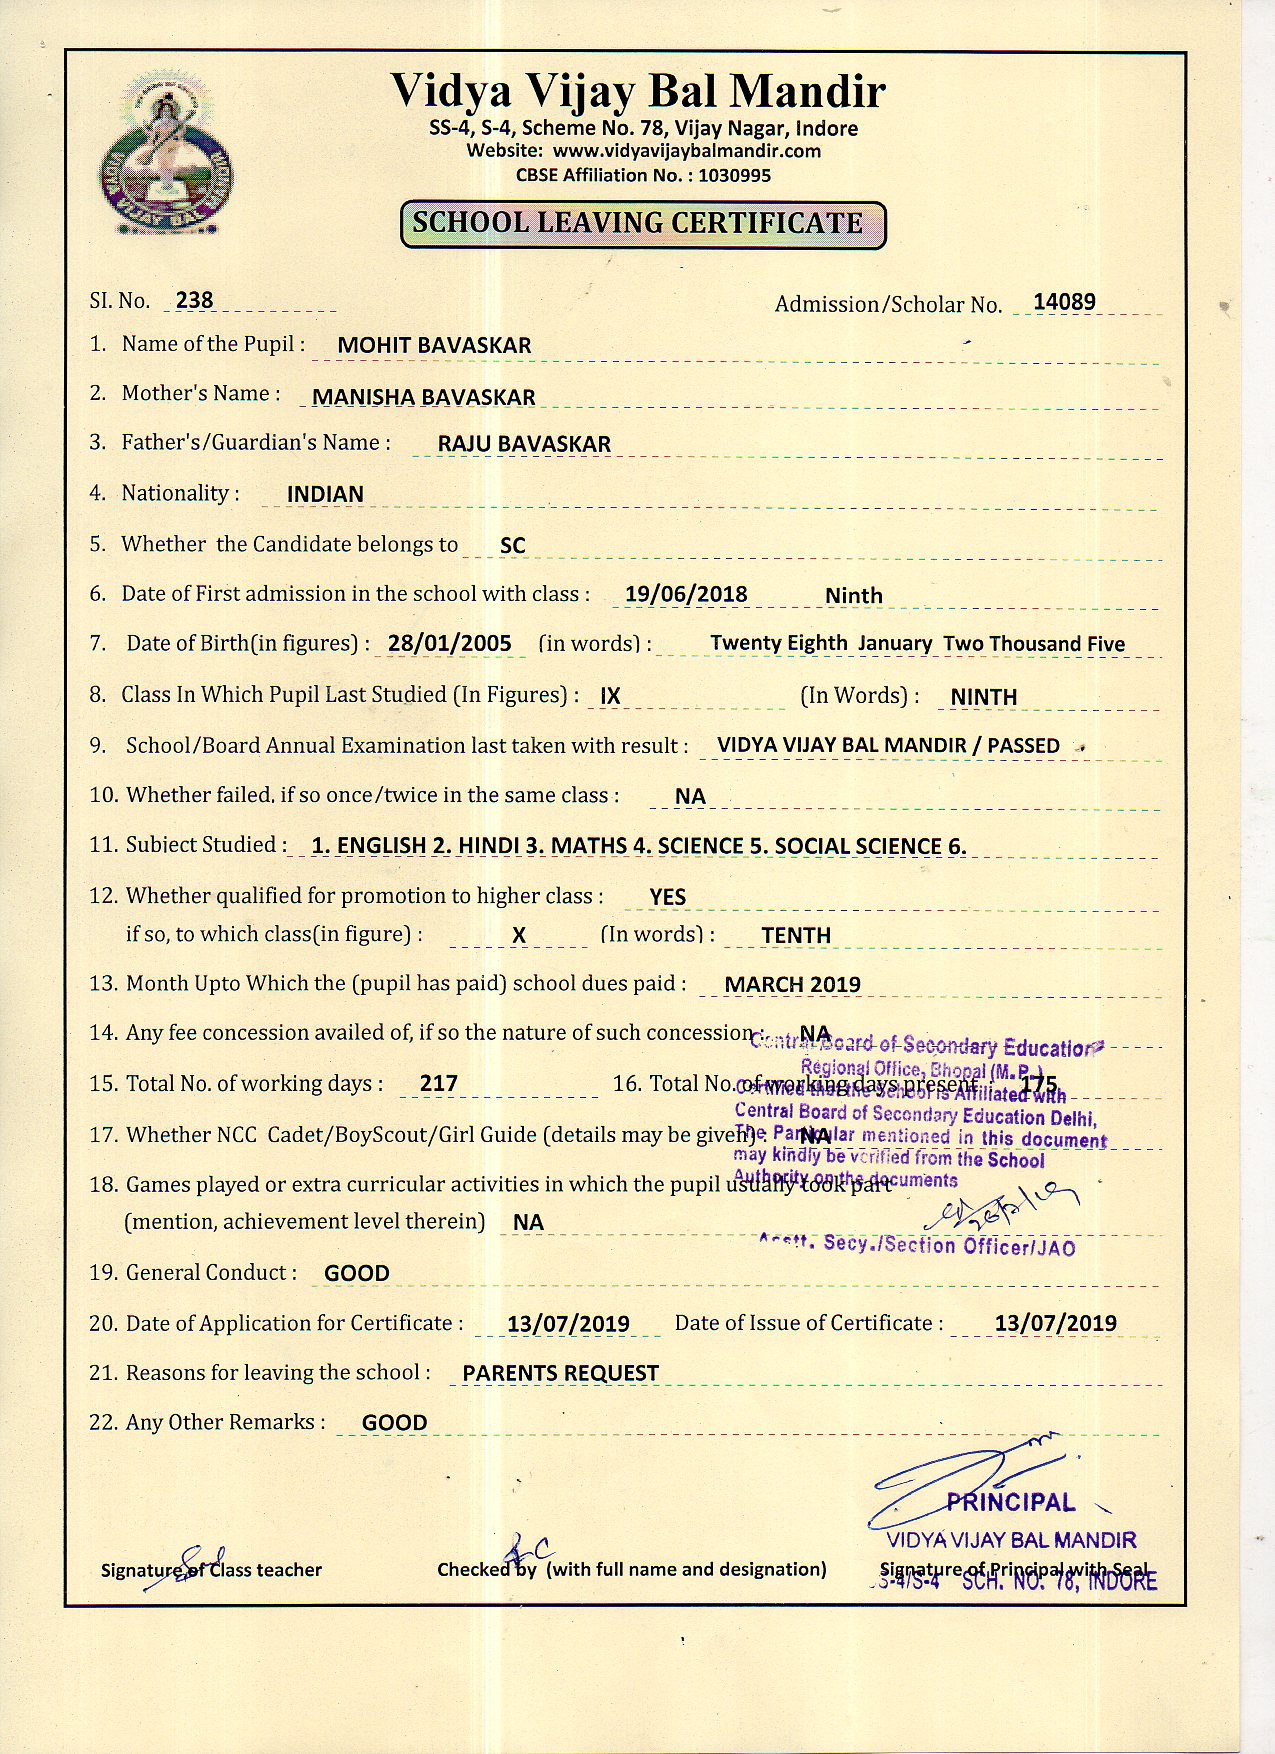 Vidya Vijay Bal Mandir
SS-4, S-4, Scheme No. 78, Vijay Nagar, Indore
Website: www.vidyavijaybalmandir.com
CBSE Affiliation No. : 1030995
VIDYA VIJAY BAL
SCHOOL LEAVING CERTIFICATE
SI. No. 238 Admission/Scholar No. 14089
1. Name of the Pupil : MOHIT BAVASKAR
2. Mother's Name : MANISHA BAVASKAR
3. Father's/Guardian's Name : RAJU BAVASKAR
4. Nationality : INDIAN
5. Whether the Candidate belongs to SC
6. Date of First admission in the school with class : 19/06/2018 Ninth
7. Date of Birth(in figures) : 28/01/2005 (in words) : Twenty Eighth January Two Thousand Five
8. Class In Which Pupil Last Studied (In Figures) : IX (In Words) : NINTH
9. School/Board Annual Examination last taken with result : VIDYA VIJAY BAL MANDIR / PASSED
10. Whether failed, if so once/twice in the same class : NA
11. Subject Studied : 1. ENGLISH 2. HINDI 3. MATHS 4. SCIENCE 5. SOCIAL SCIENCE 6.
12. Whether qualified for promotion to higher class : YES
if so, to which class(in figure) : X (In words) : TENTH
13. Month Upto Which the (pupil has paid) school dues paid : MARCH 2019
14. Any fee concession availed of, if so the nature of such concession : NA
15. Total No. of working days : 217 16. Total No. of working days present : 175
17. Whether NCC Cadet/BoyScout/Girl Guide (details may be given) : NA
18. Games played or extra curricular activities in which the pupil usually took part
(mention, achievement level therein) NA
Central Board of Secondary Education
Regional Office, Bhopal (M.P.)
Certified that the School is Affiliated with
Central Board of Secondary Education Delhi,
The Particular mentioned in this document
may kindly be verified from the School
Authority on the documents
Asstt. Secy./Section Officer/JAO
19. General Conduct : GOOD
20. Date of Application for Certificate : 13/07/2019 Date of Issue of Certificate : 13/07/2019
21. Reasons for leaving the school : PARENTS REQUEST
22. Any Other Remarks : GOOD
PRINCIPAL
VIDYA VIJAY BAL MANDIR
SS-4/S-4 SCH. NO. 78, INDORE
Signature of Class teacher Checked by (with full name and designation) Signature of Principal with Seal